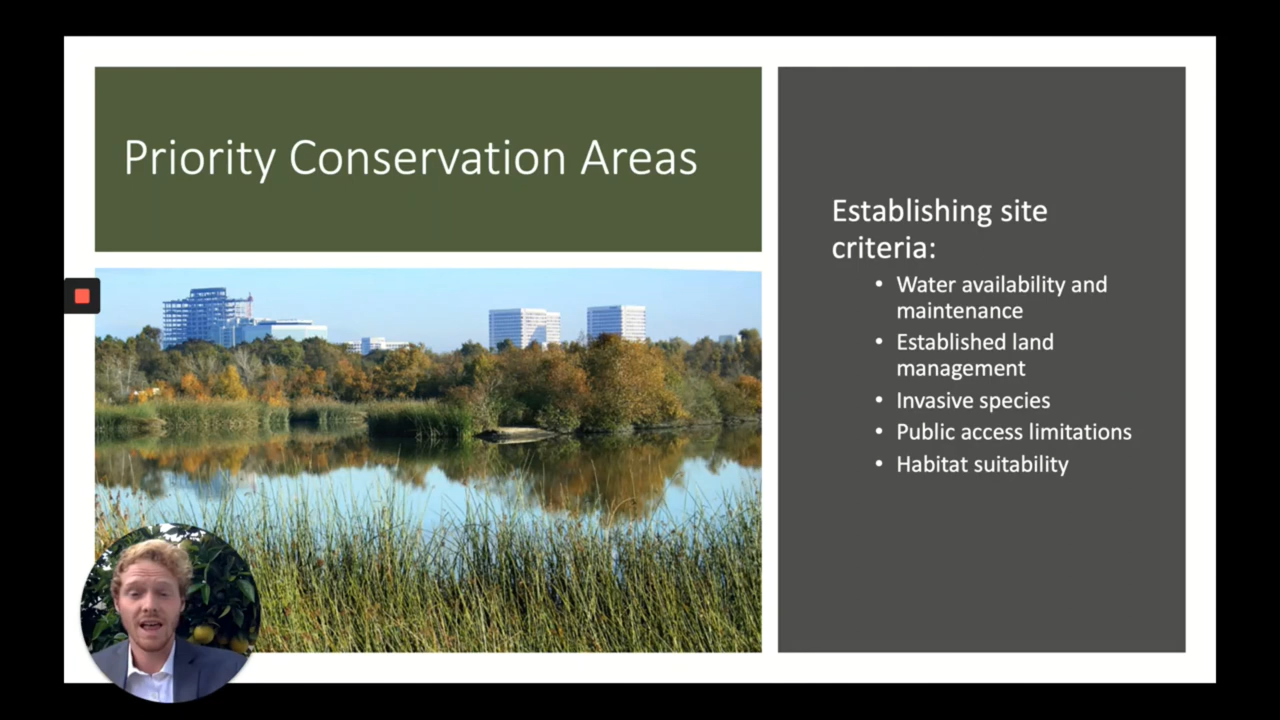 Priority Conservation Areas
Establishing site
criteria:
• Water availability and
maintenance
• Established land
management
• Invasive species
• Public access limitations
• Habitat suitability